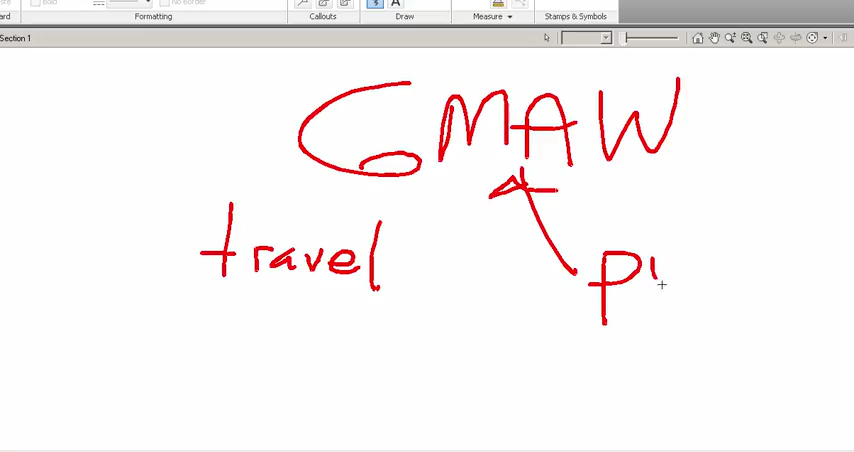 Bold
No Border
Formatting
Callouts
Draw
Measure
Stamps & Symbols
Section 1
GMAW
travel